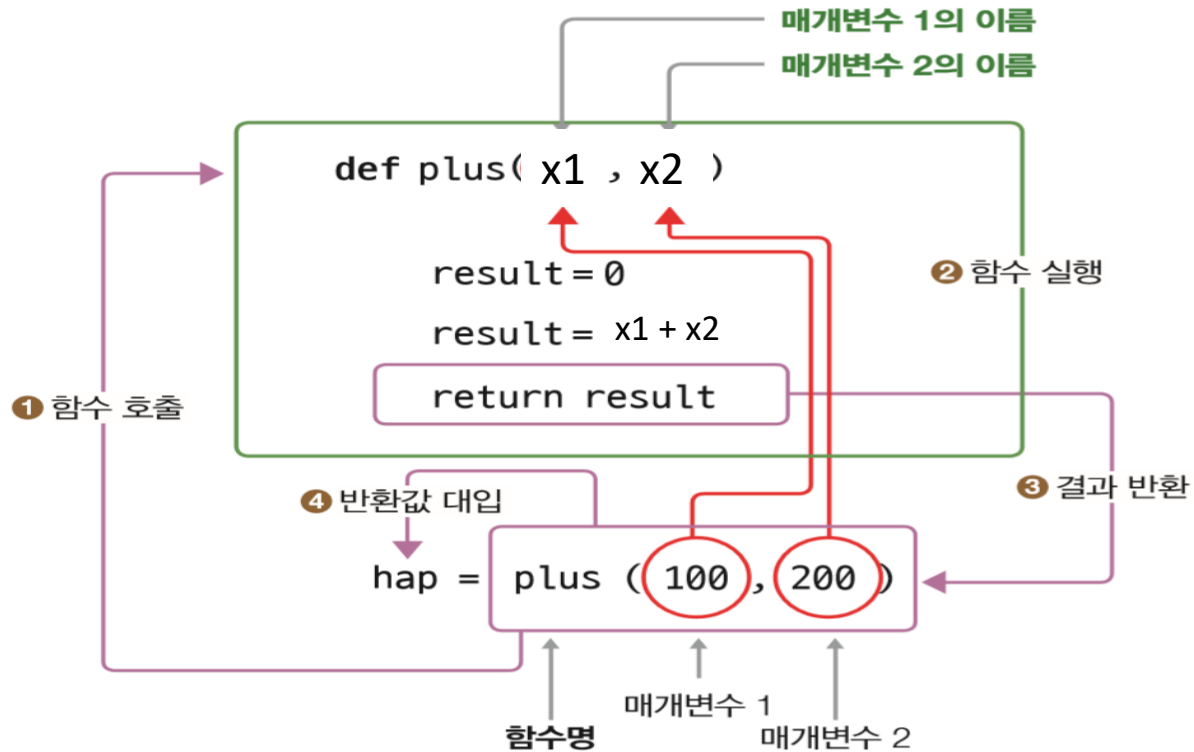 매개변수 1의 이름
매개변수 2의 이름
def plus( x1 , x2 )
result = 0
❷ 함수 실행
result = x1 + x2
return result
❶ 함수 호출
❸ 결과 반환
❹ 반환값 대입
hap = plus ( 100 , 200 )
매개변수 1
함수명
매개변수 2